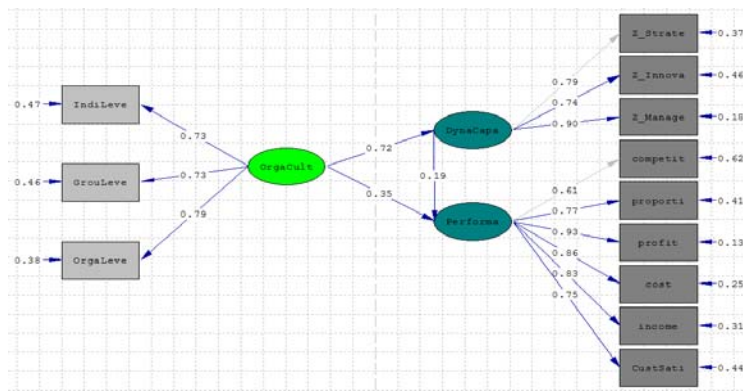 Z_Strate
0.37
Z_Innova
0.46
Z_Manage
0.18
competit
0.62
proporti
0.41
profit
0.13
cost
0.25
income
0.31
CustSati
0.44
0.47
IndiLeve
0.46
GrouLeve
0.38
OrgaLeve
0.73
0.73
0.79
OrgaCult
0.72
0.35
DynaCapa
0.19
Performa
0.79
0.74
0.90
0.61
0.77
0.93
0.86
0.83
0.75